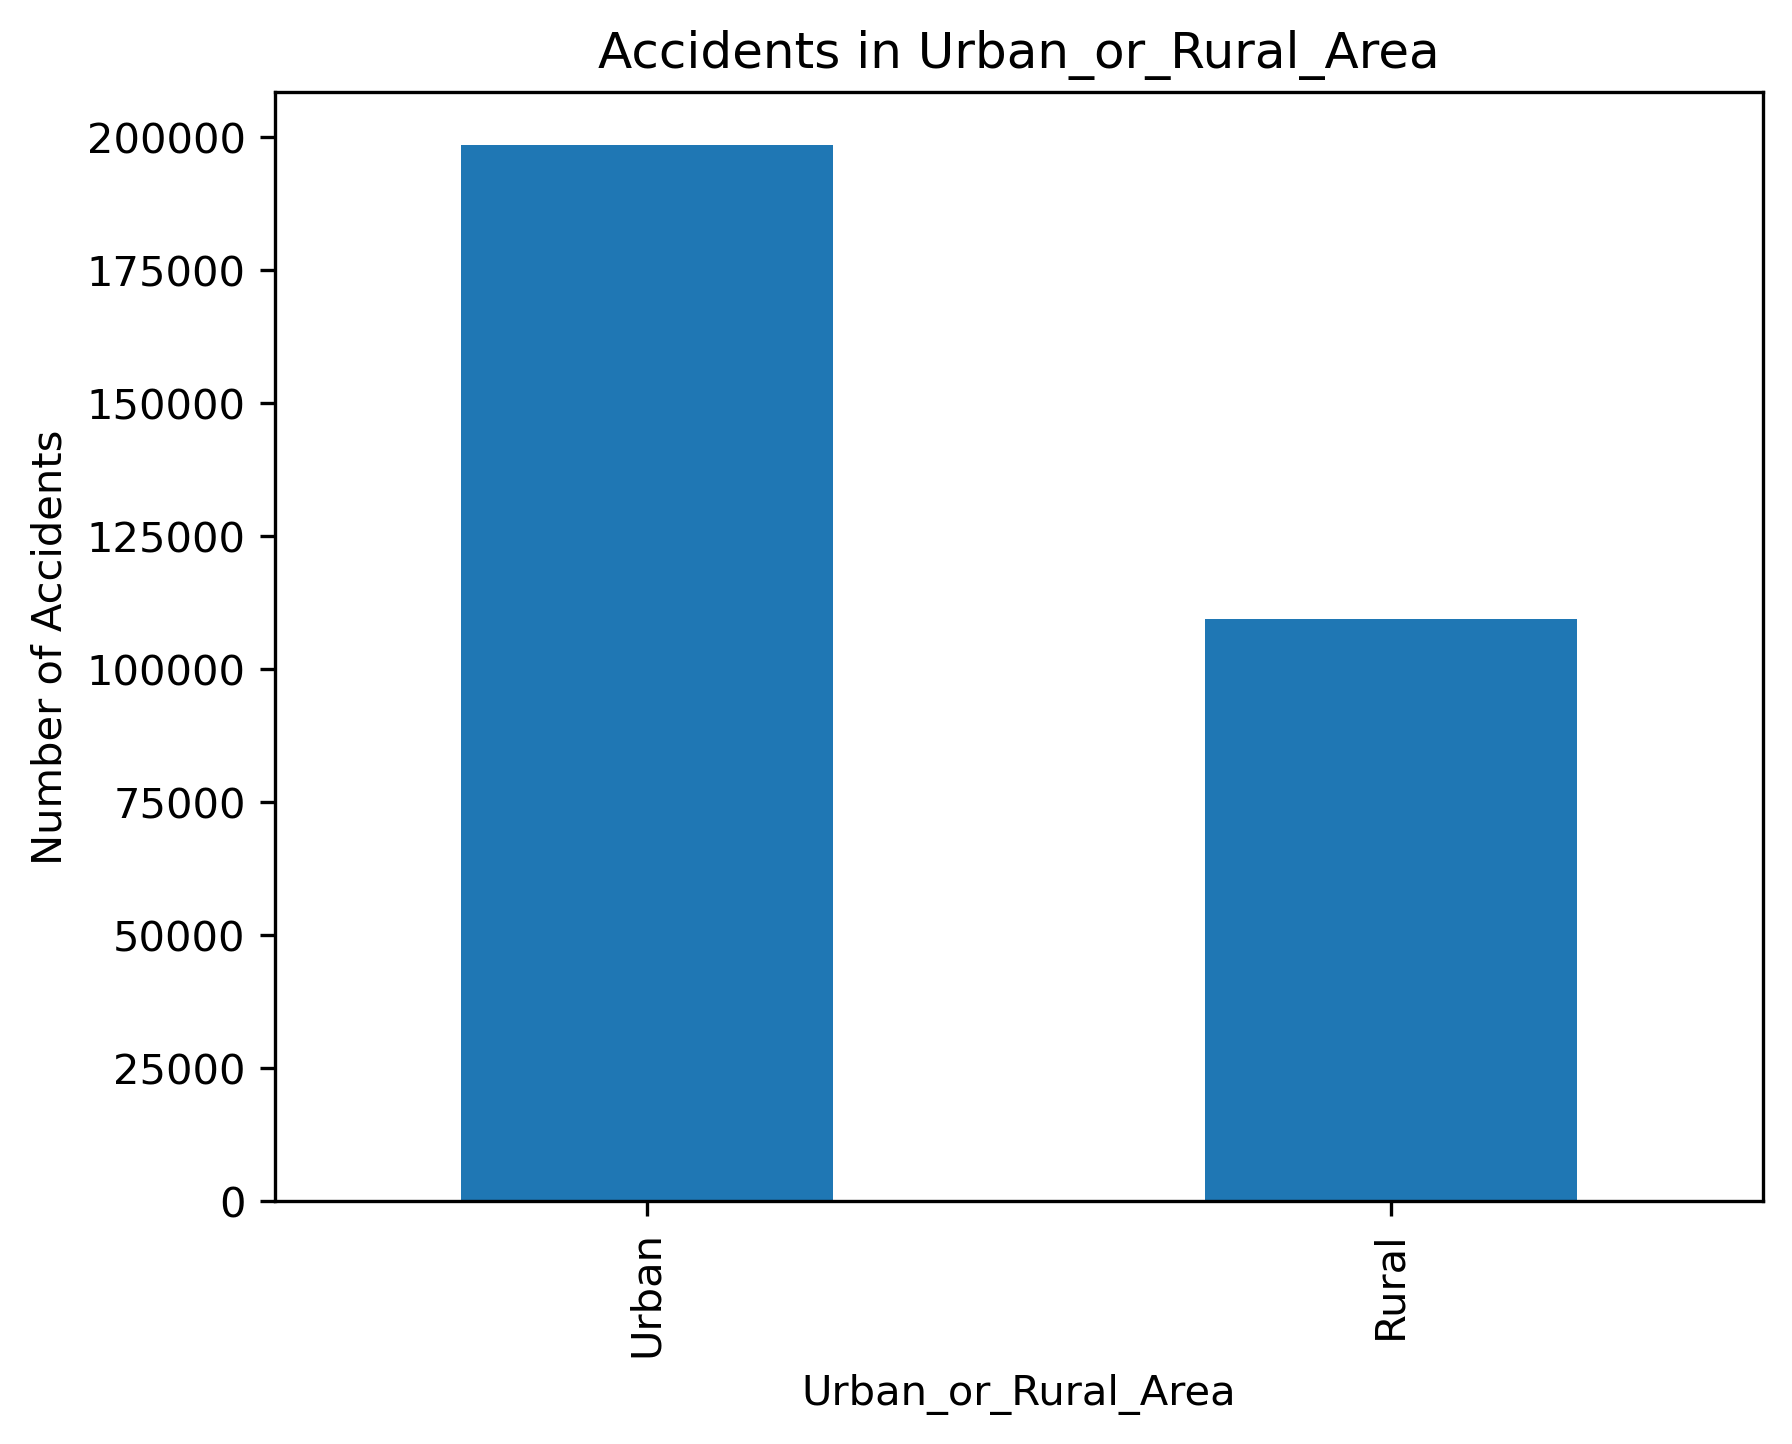 Accidents in Urban_or_Rural_Area
200000
175000
150000
125000
100000
75000
50000
25000
0
Number of Accidents
Urban
Rural
Urban_or_Rural_Area